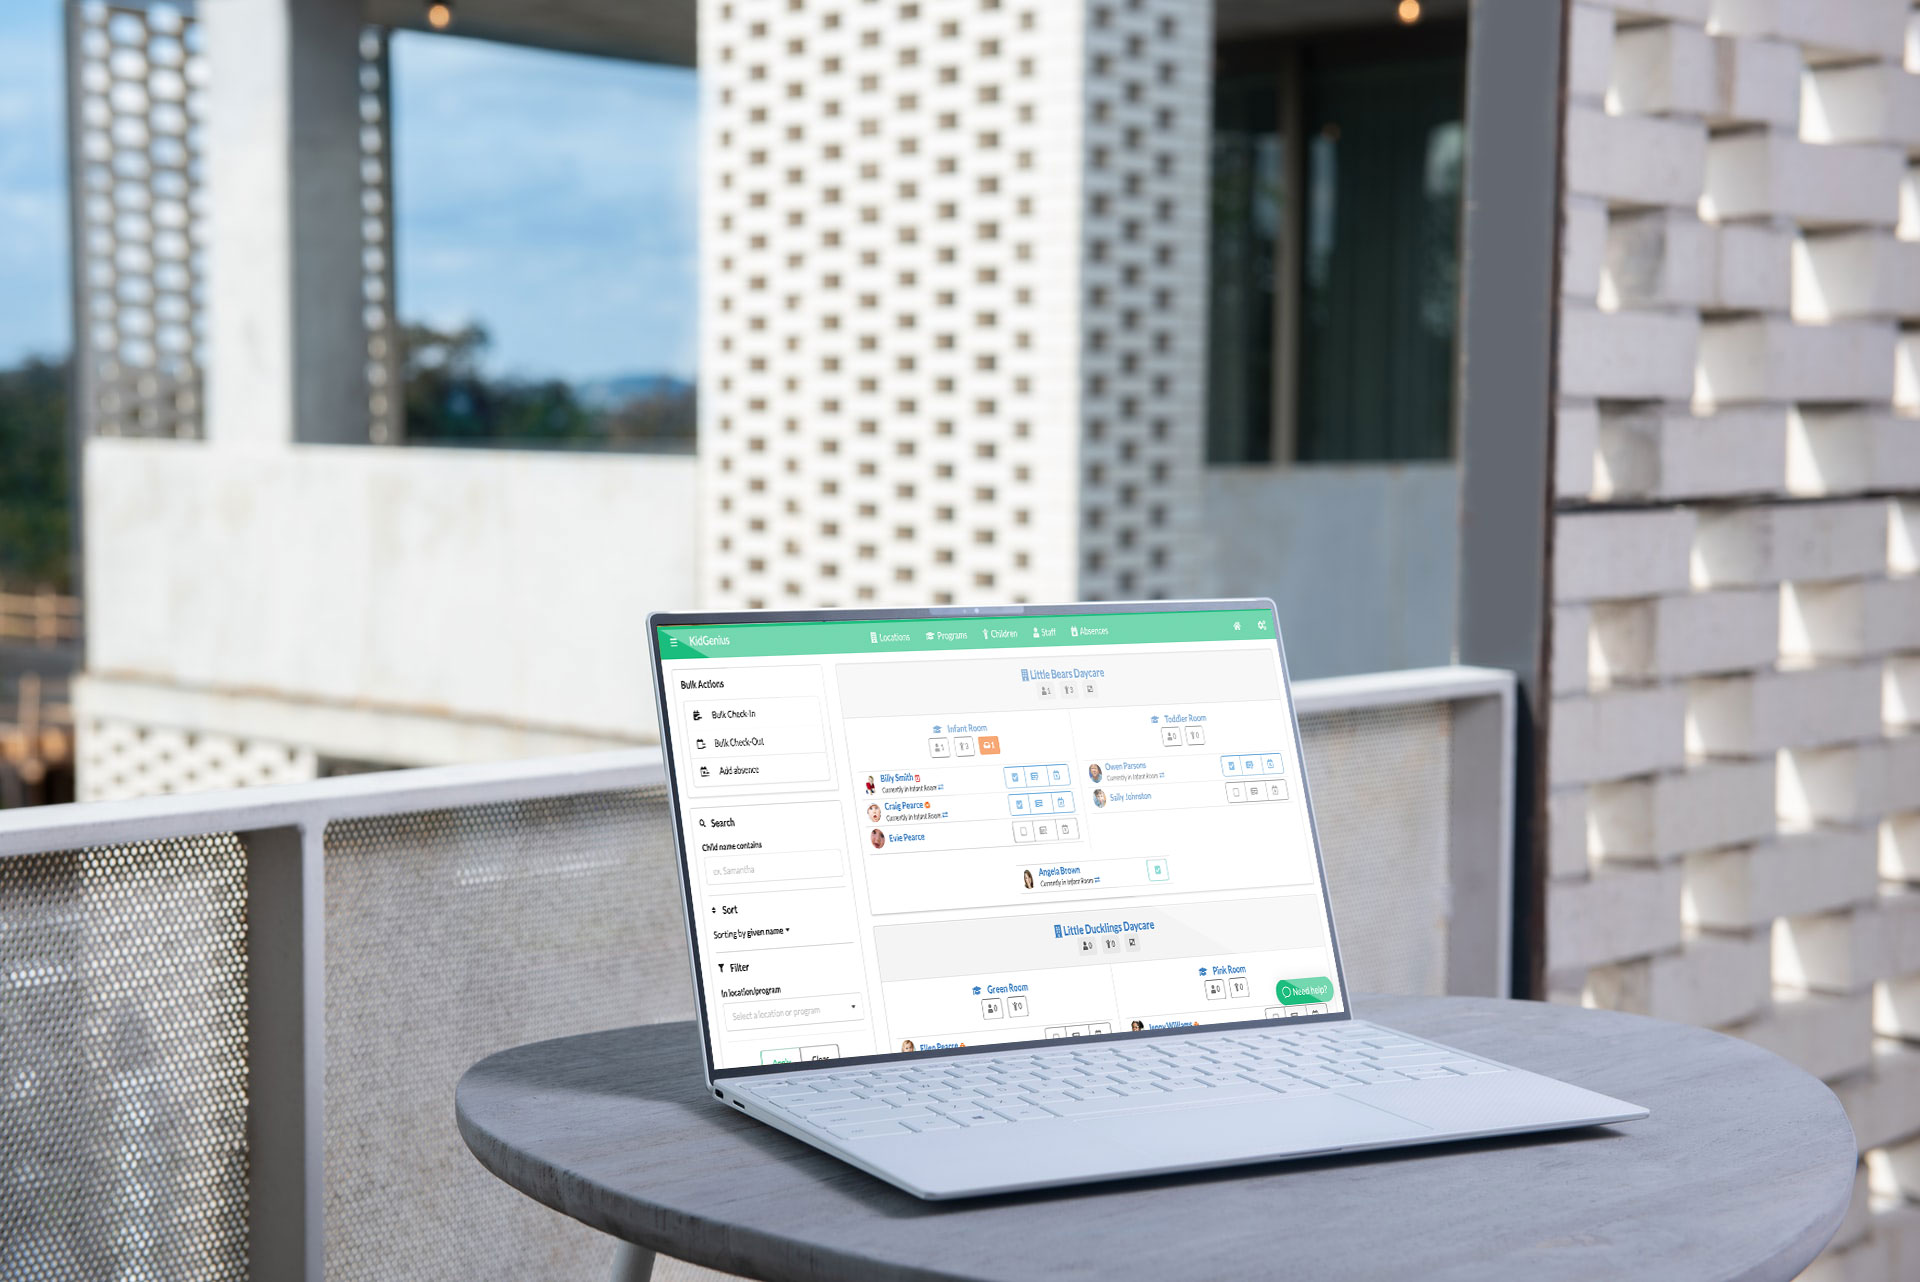 KidGenius
Locations
Programs
Children
Staff
Absenses
Bulk Actions
Bulk Check-In
Bulk Check-Out
Add absence
Search
Child name contains
ex. Samantha
Sort
Sorting by given name
Filter
In location/program
Select a location or program
Apply
Clear
Little Bears Daycare
1
3
Infant Room
1
3
1
Billy Smith
Currently in Infant Room
Craig Pearce
Currently in Infant Room
Evie Pearce
Toddler Room
0
0
Owen Parsons
Currently in Infant Room
Sally Johnston
Angela Brown
Currently in Infant Room
Little Ducklings Daycare
0
0
Green Room
0
0
Ellen Pearce
Pink Room
0
0
Jenny Williams
Need help?